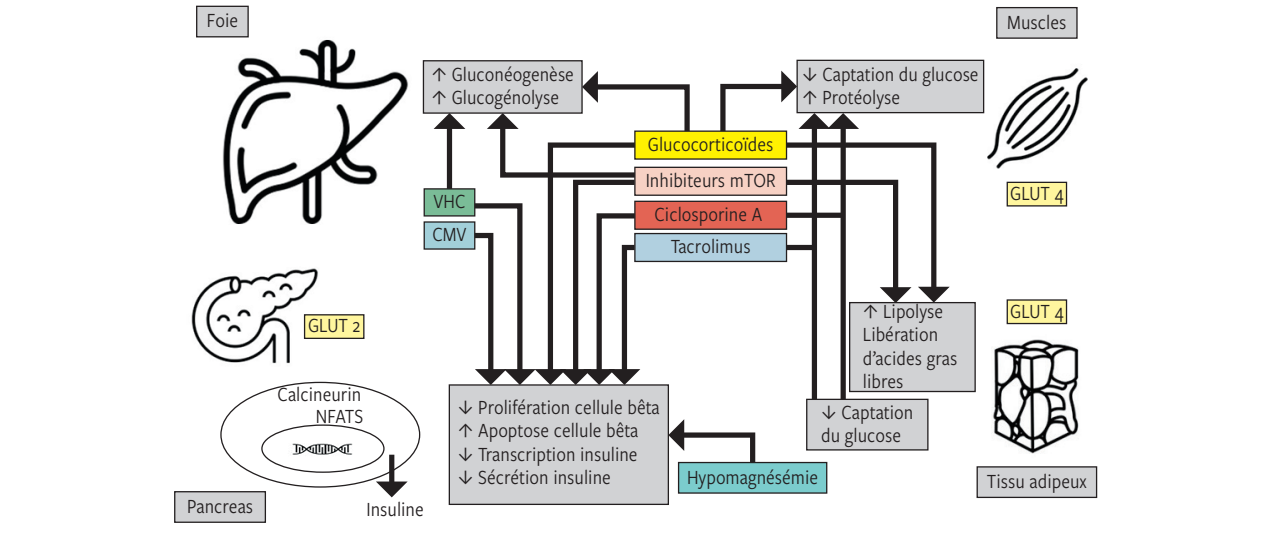 Foie
Muscles
↑ Gluconéogenèse
↑ Glucogénolyse
↓ Captation du glucose
↑ Protéolyse
Glucocorticoïdes
Inhibiteurs mTOR
Ciclosporine A
Tacrolimus
VHC
CMV
GLUT 4
GLUT 2
GLUT 4
↑ Lipolyse
Libération
d’acides gras
libres
Calcineurin
NFATS
Insuline
Pancreas
↓ Prolifération cellule bêta
↑ Apoptose cellule bêta
↓ Transcription insuline
↓ Sécrétion insuline
↓ Captation
du glucose
Hypomagnésémie
Tissu adipeux